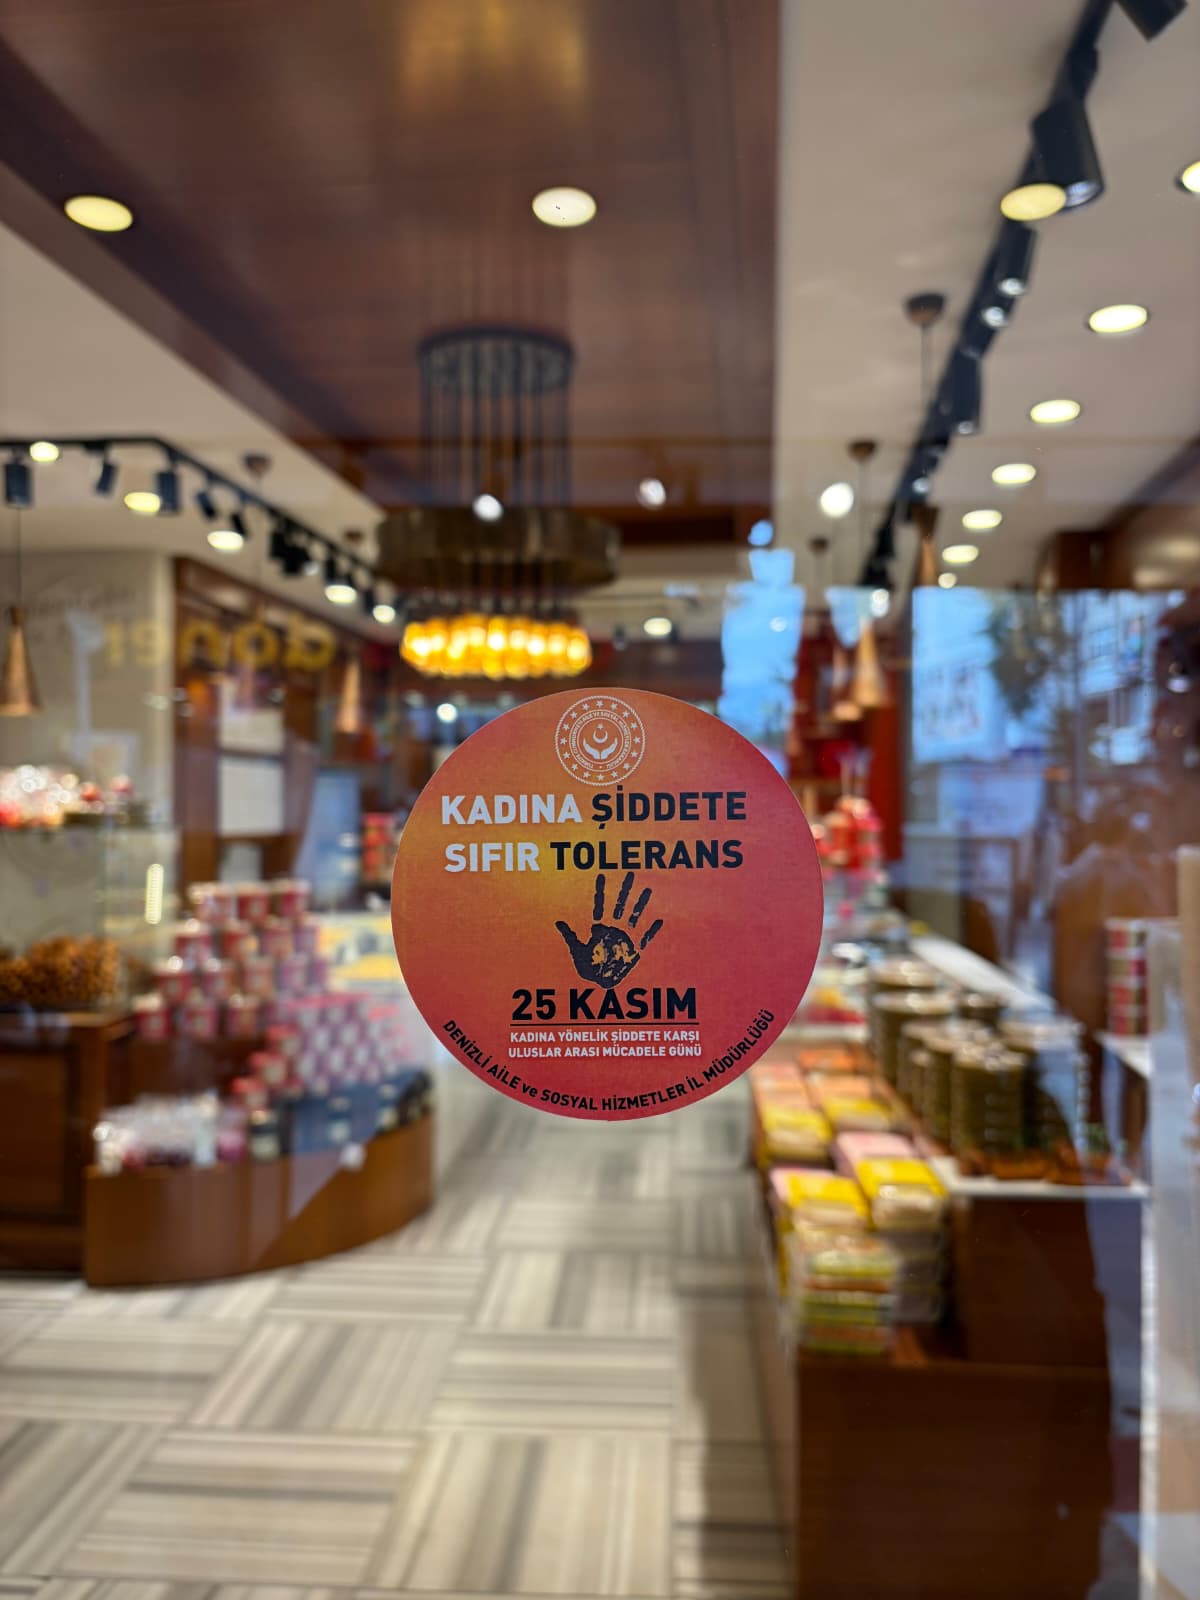 KADINA ŞİDDETE
SIFIR TOLERANS
25 KASIM
KADINA YÖNELİK ŞİDDETE KARŞI
ULUSLAR ARASI MÜCADELE GÜNÜ
DENİZLİ AİLE ve SOSYAL HİZMETLER İL MÜDÜRLÜĞÜ